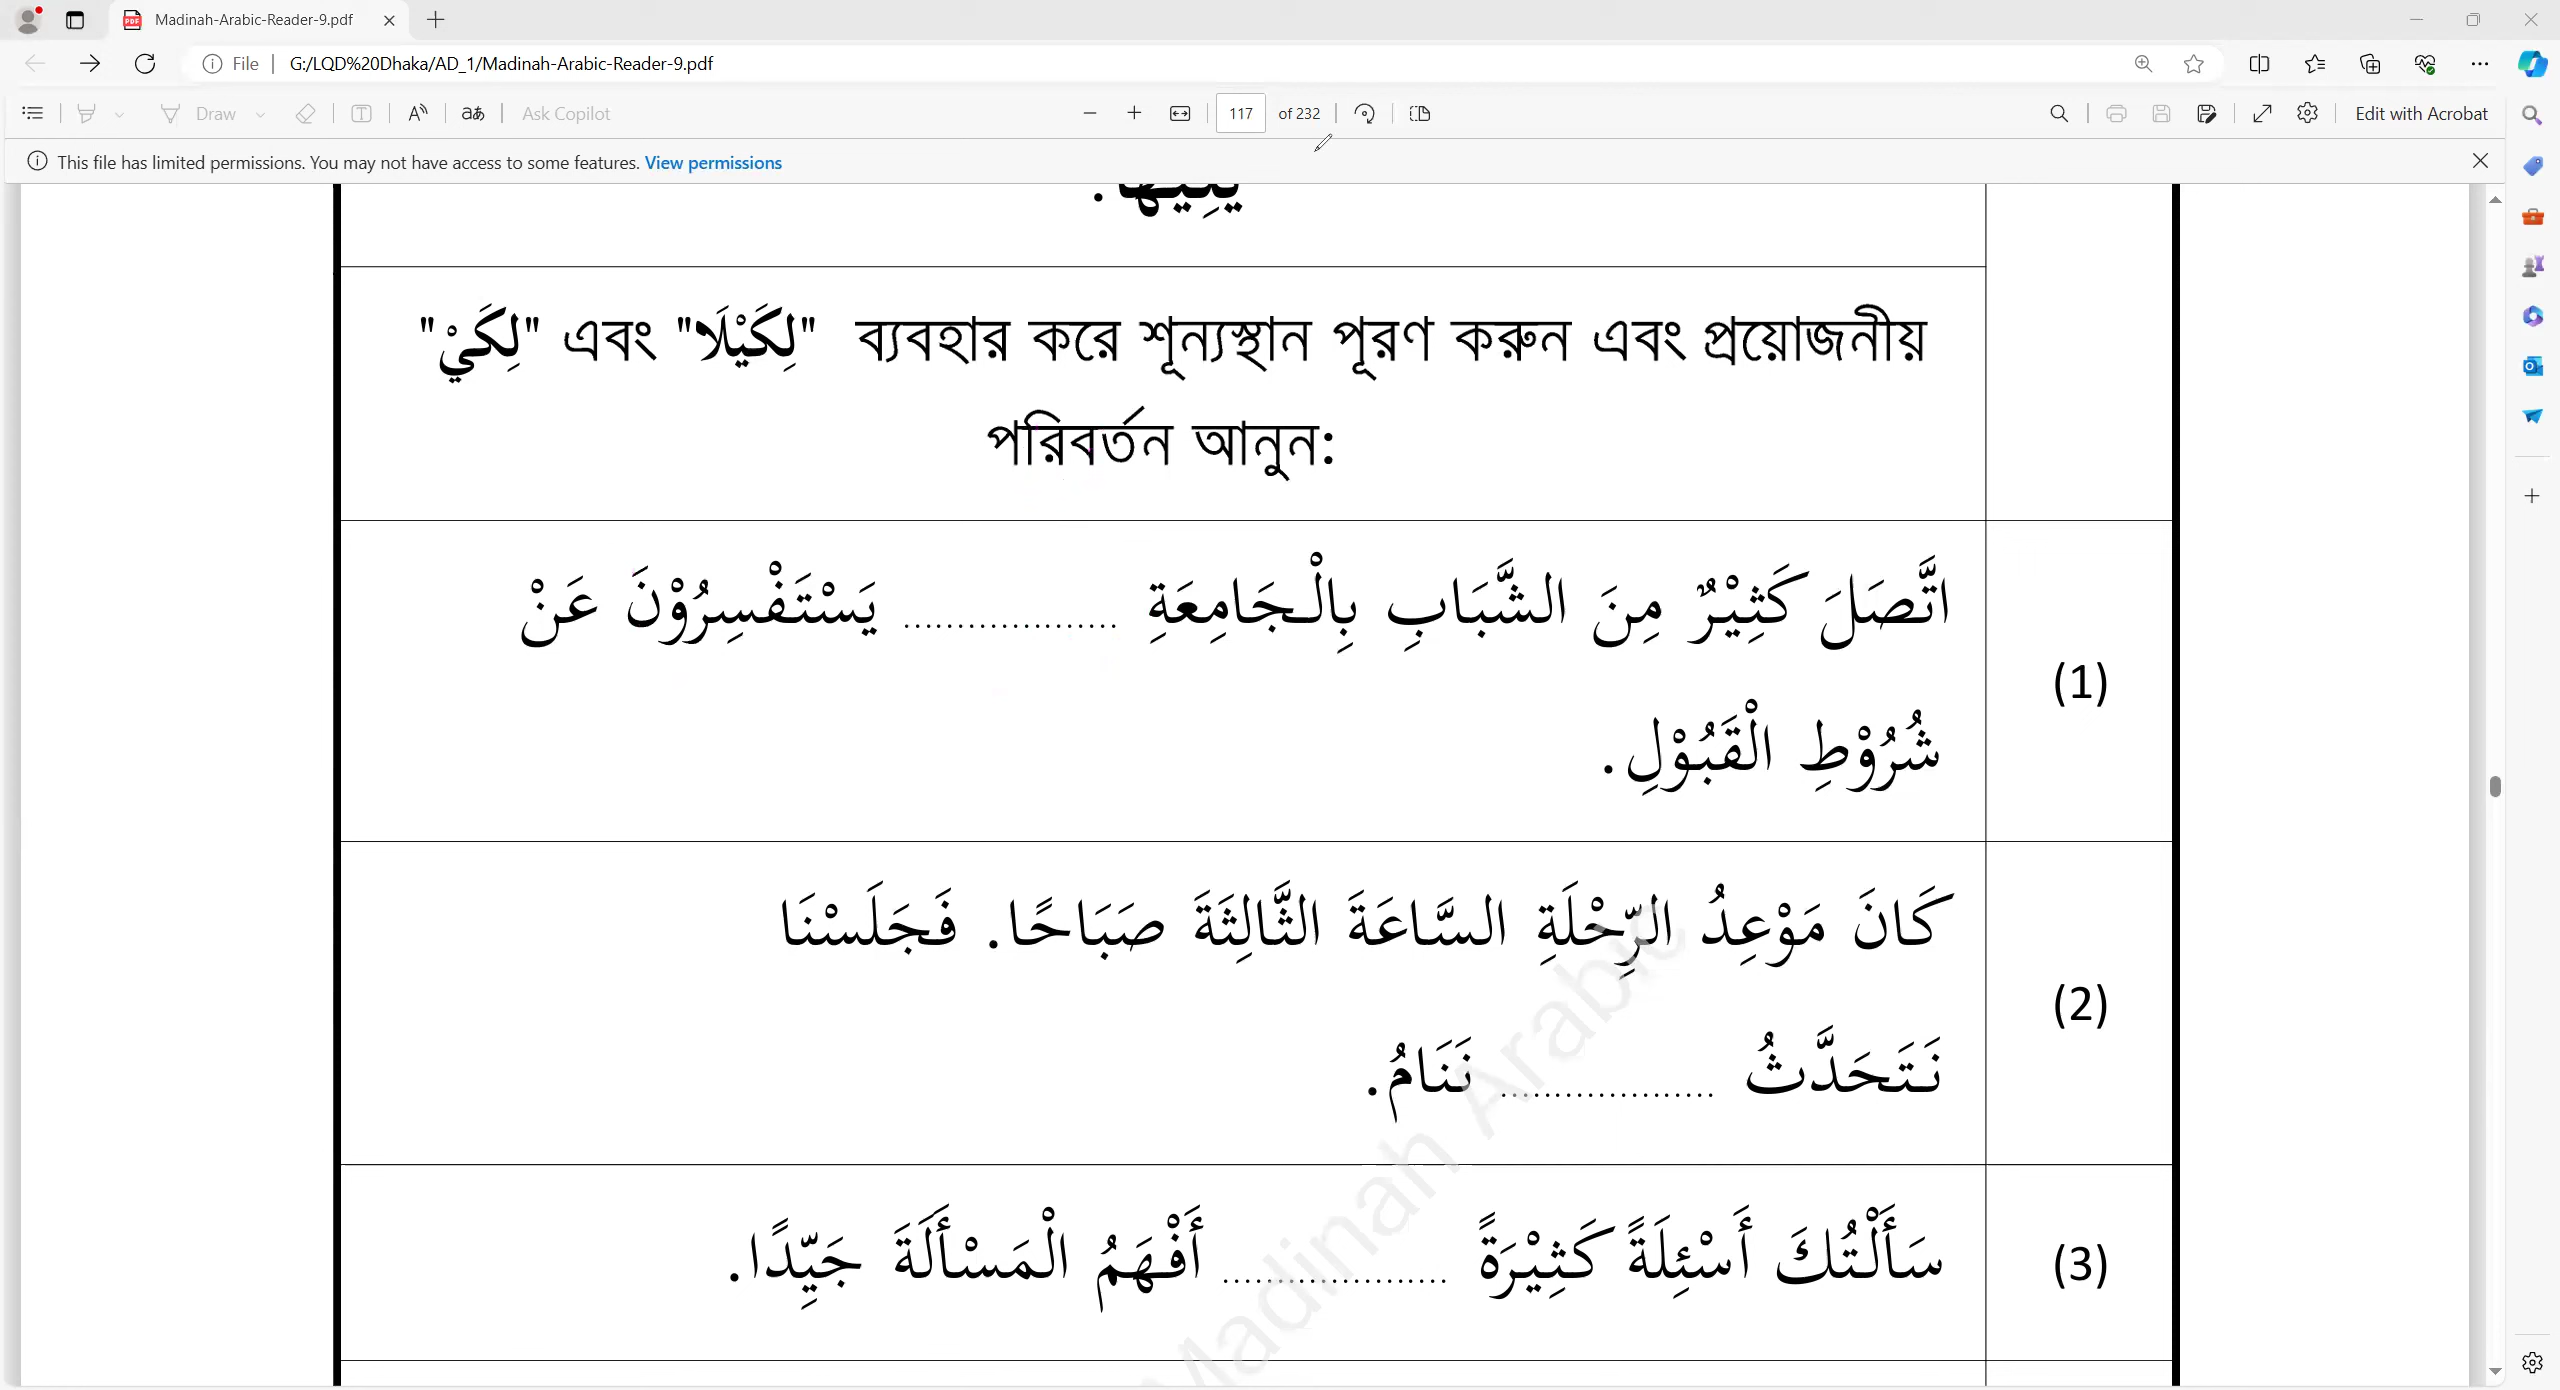 Madinah-Arabic-Reader-9.pdf
File | G:/LQD%20Dhaka/AD_1/Madinah-Arabic-Reader-9.pdf
Draw | aあ | Ask Copilot 117 of 232 Edit with Acrobat
This file has limited permissions. You may not have access to some features. View permissions
يَلِيْهَا.
"لِكَيْ" এবং "لِكَيْلَا" ব্যবহার করে শূন্যস্থান পূরণ করুন এবং প্রয়োজনীয়
পরিবর্তন আনুন:
(1) اتَّصَلَ كَثِيْرٌ مِنَ الشَّبَابِ بِالْجَامِعَةِ .................... يَسْتَفْسِرُوْنَ عَنْ
شُرُوْطِ الْقَبُوْلِ.
(2) كَانَ مَوْعِدُ الرِّحْلَةِ السَّاعَةَ الثَّالِثَةَ صَبَاحًا. فَجَلَسْنَا
نَتَحَدَّثُ .................... نَنَامُ.
(3) سَأَلْتُكَ أَسْئِلَةً كَثِيْرَةً .................... أَفْهَمُ الْمَسْأَلَةَ جَيِّدًا.
Madinah Arabic